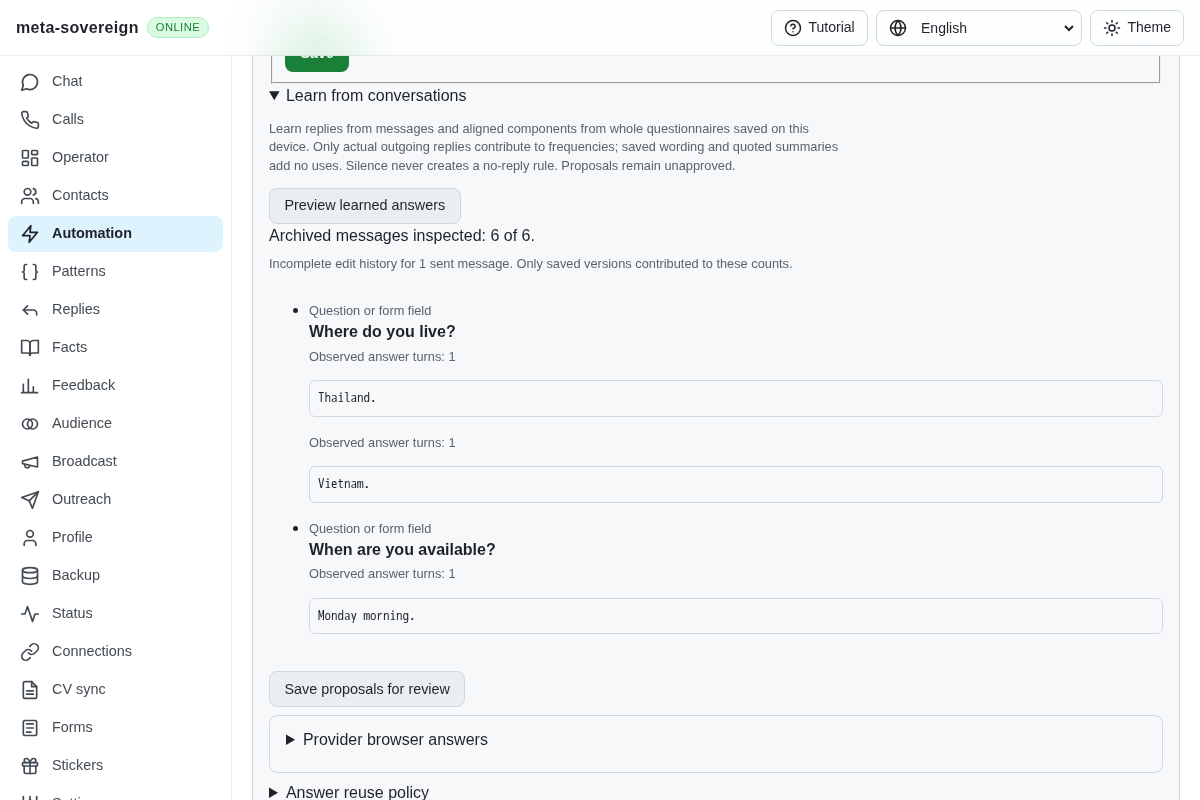 meta-sovereign ONLINE
Tutorial
English
Theme
Chat
Calls
Operator
Contacts
Automation
Patterns
Replies
Facts
Feedback
Audience
Broadcast
Outreach
Profile
Backup
Status
Connections
CV sync
Forms
Stickers
Save
Learn from conversations
Learn replies from messages and aligned components from whole questionnaires saved on this
device. Only actual outgoing replies contribute to frequencies; saved wording and quoted summaries
add no uses. Silence never creates a no-reply rule. Proposals remain unapproved.
Preview learned answers
Archived messages inspected: 6 of 6.
Incomplete edit history for 1 sent message. Only saved versions contributed to these counts.
Question or form field
Where do you live?
Observed answer turns: 1
Thailand.
Observed answer turns: 1
Vietnam.
Question or form field
When are you available?
Observed answer turns: 1
Monday morning.
Save proposals for review
Provider browser answers
Answer reuse policy